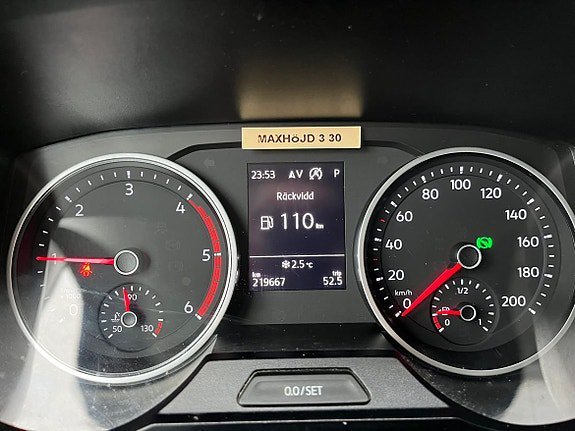 MAXHöJD 3 30
23:53 AV P
Räckvidd
110 km
2.5 °C
km trip
219667 52.5
0 1 2 3 4 5 6
50 90 130
0 20 40 60 80 100 120 140 160 180 200
km/h
0 1/2
0.0/SET